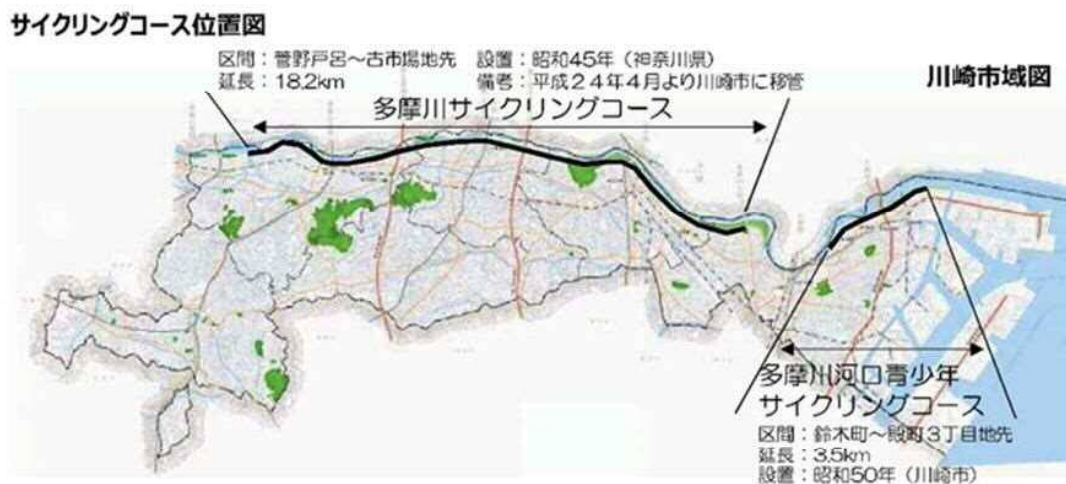 サイクリングコース位置図
区間：菅野戸呂～古市場地先　設置：昭和45年（神奈川県）
延長：18.2km　備考：平成24年4月より川崎市に移管
川崎市域図
多摩川サイクリングコース
多摩川河口青少年
サイクリングコース
区間：鈴木町～殿町3丁目地先
延長：3.5km
設置：昭和50年（川崎市）